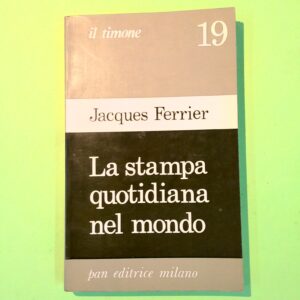 il timone
19
Jacques Ferrier
La stampa
quotidiana
nel mondo
pan editrice milano